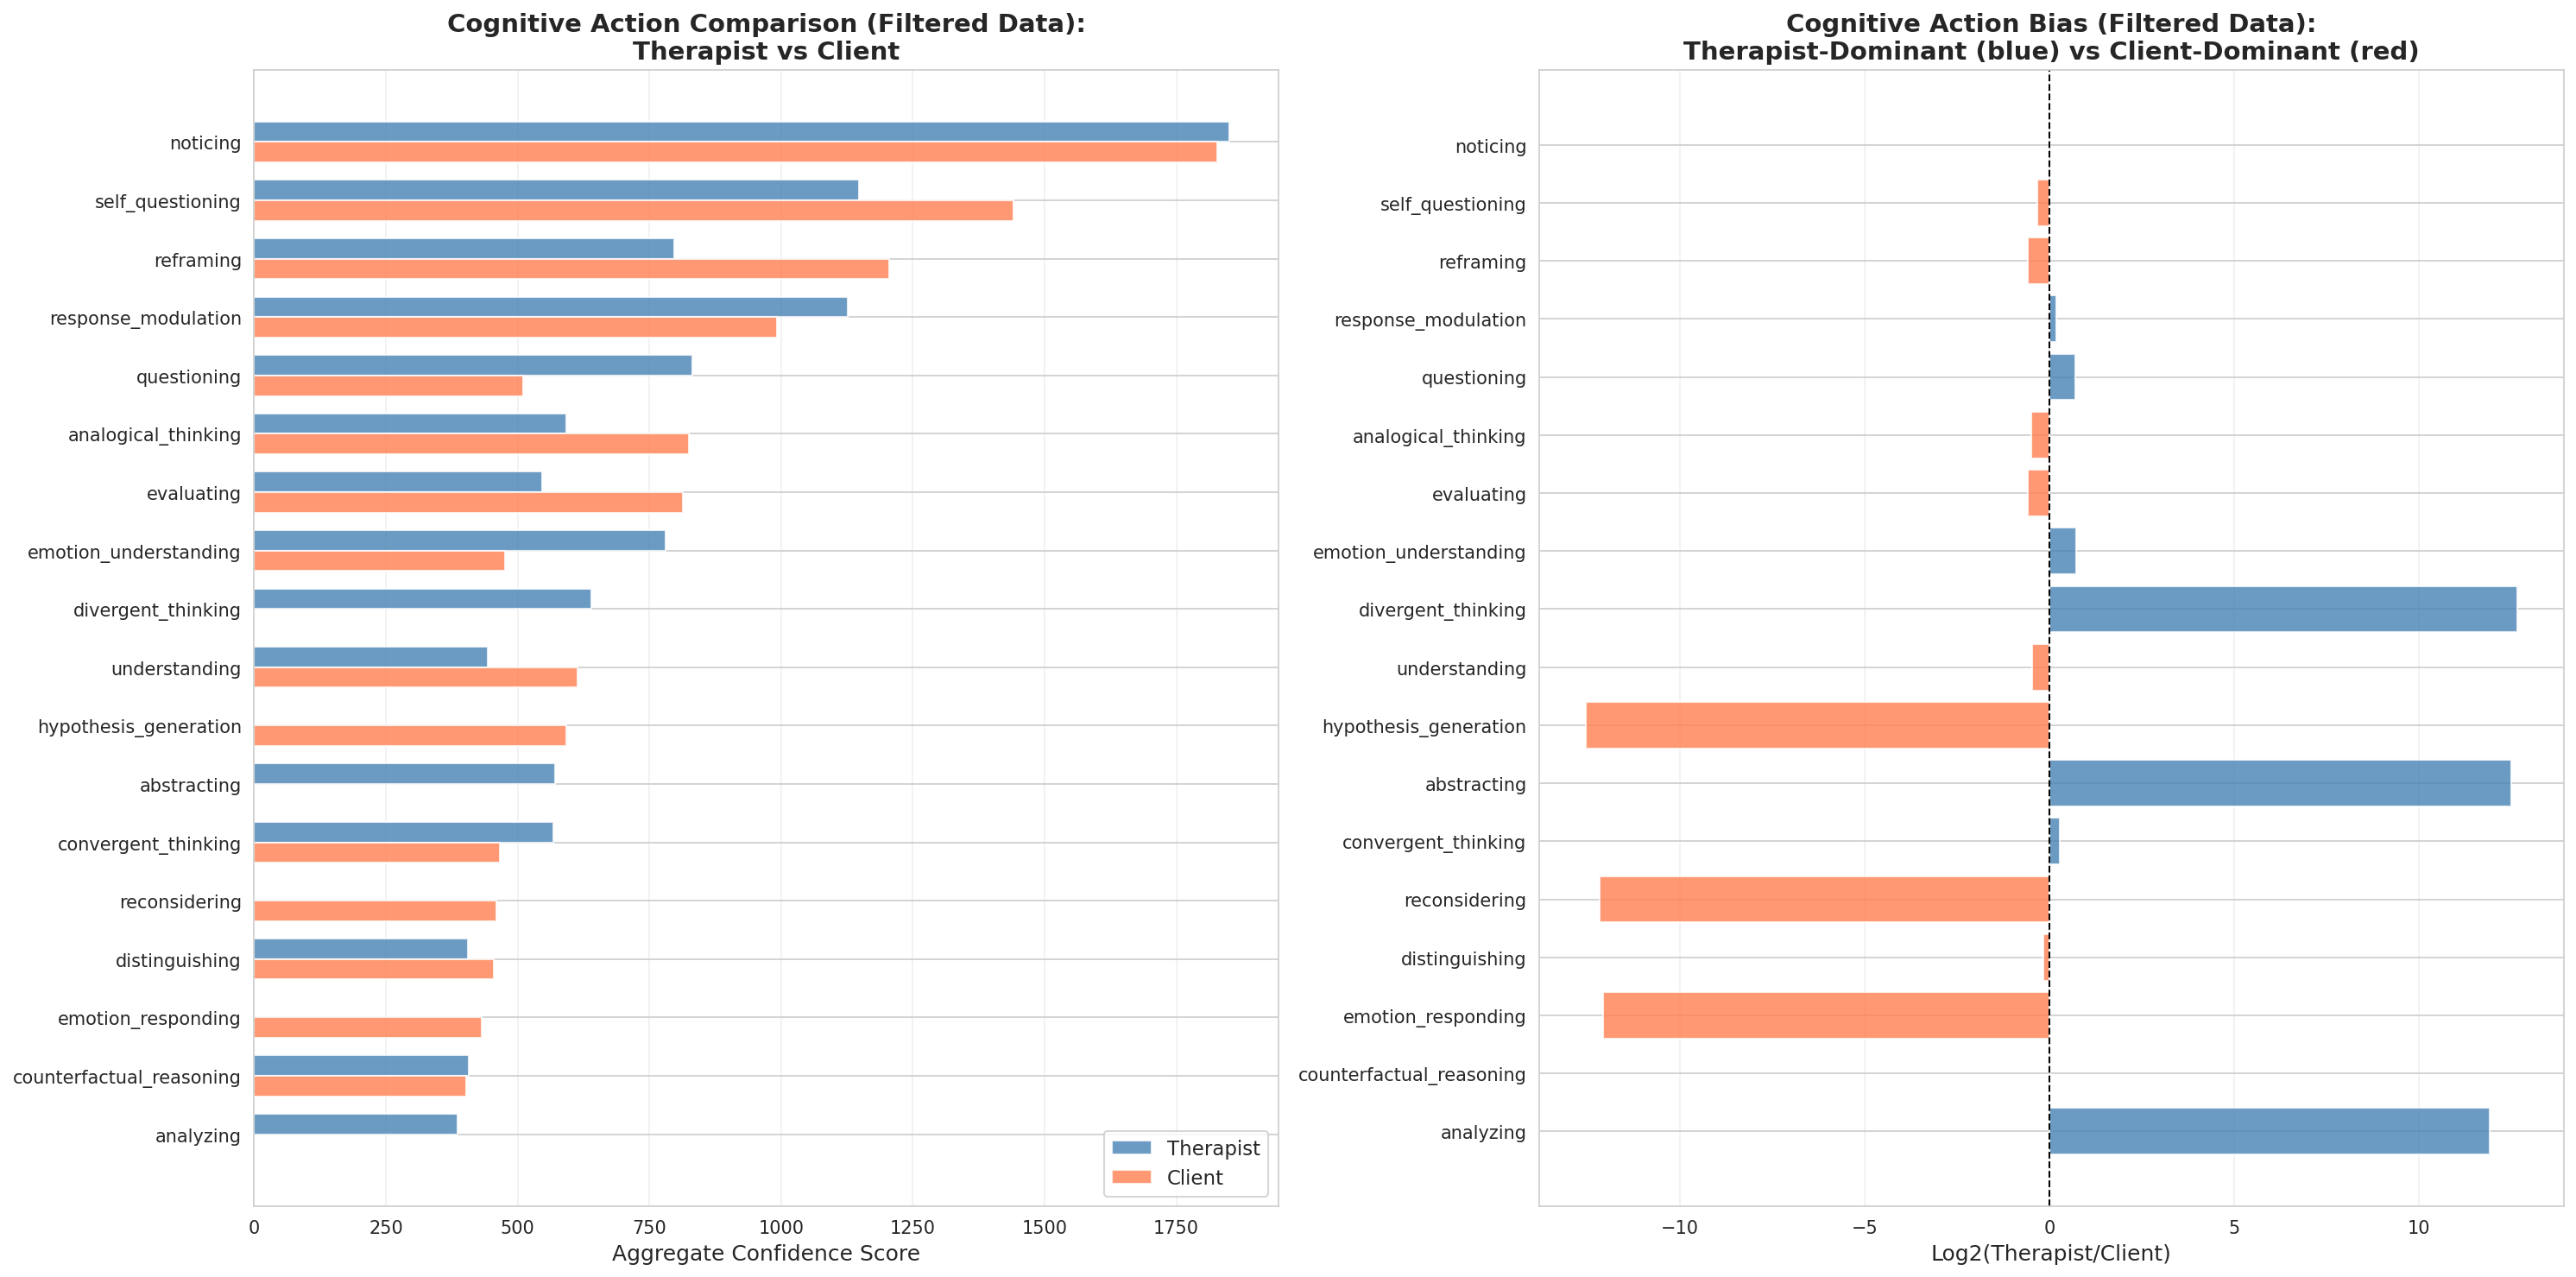 Cognitive Action Comparison (Filtered Data):
Therapist vs Client
noticing
self_questioning
reframing
response_modulation
questioning
analogical_thinking
evaluating
emotion_understanding
divergent_thinking
understanding
hypothesis_generation
abstracting
convergent_thinking
reconsidering
distinguishing
emotion_responding
counterfactual_reasoning
analyzing
Therapist
Client
0 250 500 750 1000 1250 1500 1750
Aggregate Confidence Score
Cognitive Action Bias (Filtered Data):
Therapist-Dominant (blue) vs Client-Dominant (red)
noticing
self_questioning
reframing
response_modulation
questioning
analogical_thinking
evaluating
emotion_understanding
divergent_thinking
understanding
hypothesis_generation
abstracting
convergent_thinking
reconsidering
distinguishing
emotion_responding
counterfactual_reasoning
analyzing
−10 −5 0 5 10
Log2(Therapist/Client)